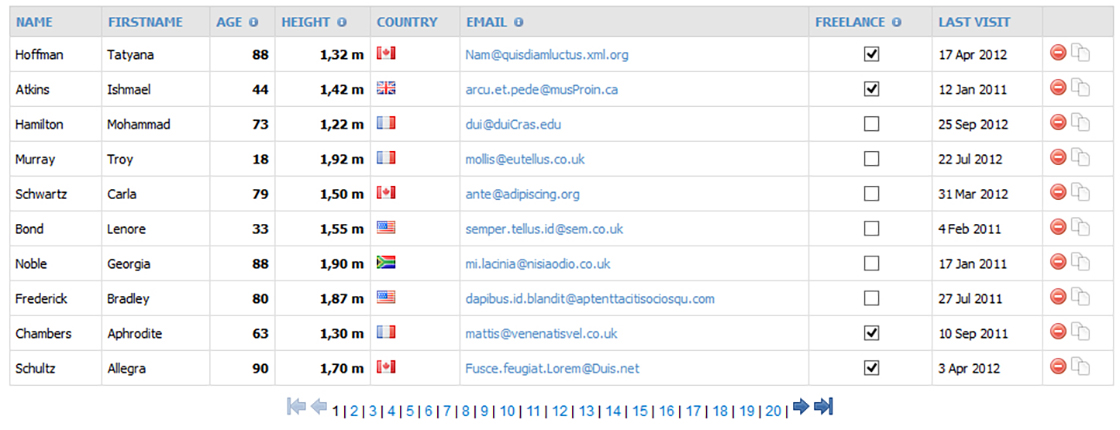 NAME FIRSTNAME AGE HEIGHT COUNTRY EMAIL FREELANCE LAST VISIT
Hoffman Tatyana 88 1,32 m Nam@quisdiamluctus.xml.org 17 Apr 2012
Atkins Ishmael 44 1,42 m arcu.et.pede@musProin.ca 12 Jan 2011
Hamilton Mohammad 73 1,22 m dui@duiCras.edu 25 Sep 2012
Murray Troy 18 1,92 m mollis@eutellus.co.uk 22 Jul 2012
Schwartz Carla 79 1,50 m ante@adipiscing.org 31 Mar 2012
Bond Lenore 33 1,55 m semper.tellus.id@sem.co.uk 4 Feb 2011
Noble Georgia 88 1,90 m mi.lacinia@nisiaodio.co.uk 17 Jan 2011
Frederick Bradley 80 1,87 m dapibus.id.blandit@aptenttacitisociosqu.com 27 Jul 2011
Chambers Aphrodite 63 1,30 m mattis@venenatisvel.co.uk 10 Sep 2011
Schultz Allegra 90 1,70 m Fusce.feugiat.Lorem@Duis.net 3 Apr 2012
1 | 2 | 3 | 4 | 5 | 6 | 7 | 8 | 9 | 10 | 11 | 12 | 13 | 14 | 15 | 16 | 17 | 18 | 19 | 20 |